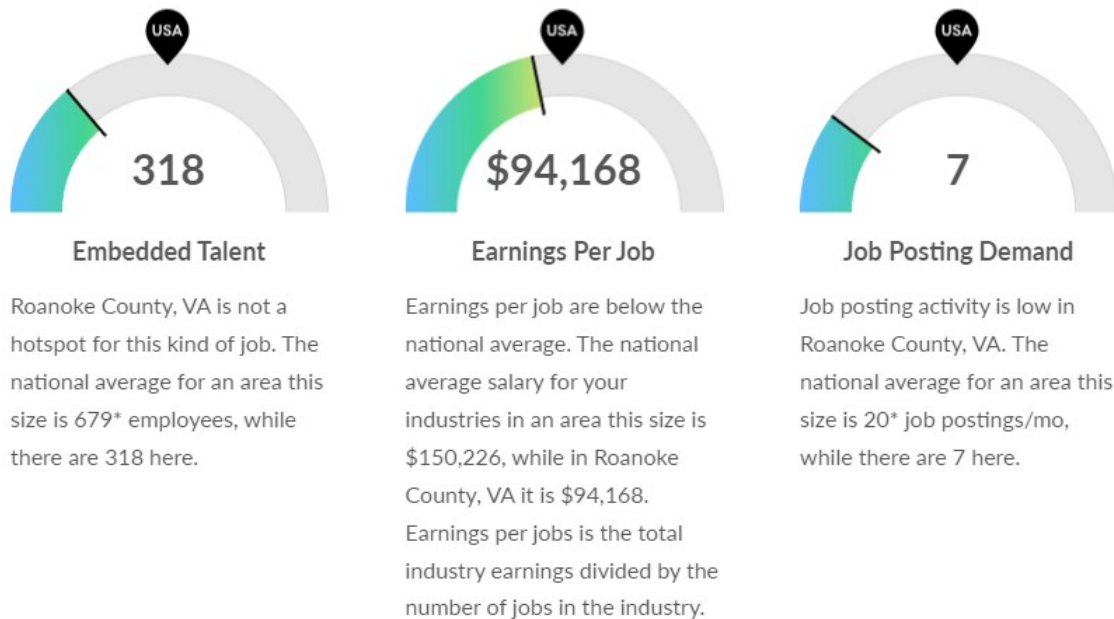 USA
318
Embedded Talent
Roanoke County, VA is not a
hotspot for this kind of job. The
national average for an area this
size is 679* employees, while
there are 318 here.
USA
$94,168
Earnings Per Job
Earnings per job are below the
national average. The national
average salary for your
industries in an area this size is
$150,226, while in Roanoke
County, VA it is $94,168.
Earnings per jobs is the total
industry earnings divided by the
number of jobs in the industry.
USA
7
Job Posting Demand
Job posting activity is low in
Roanoke County, VA. The
national average for an area this
size is 20* job postings/mo,
while there are 7 here.